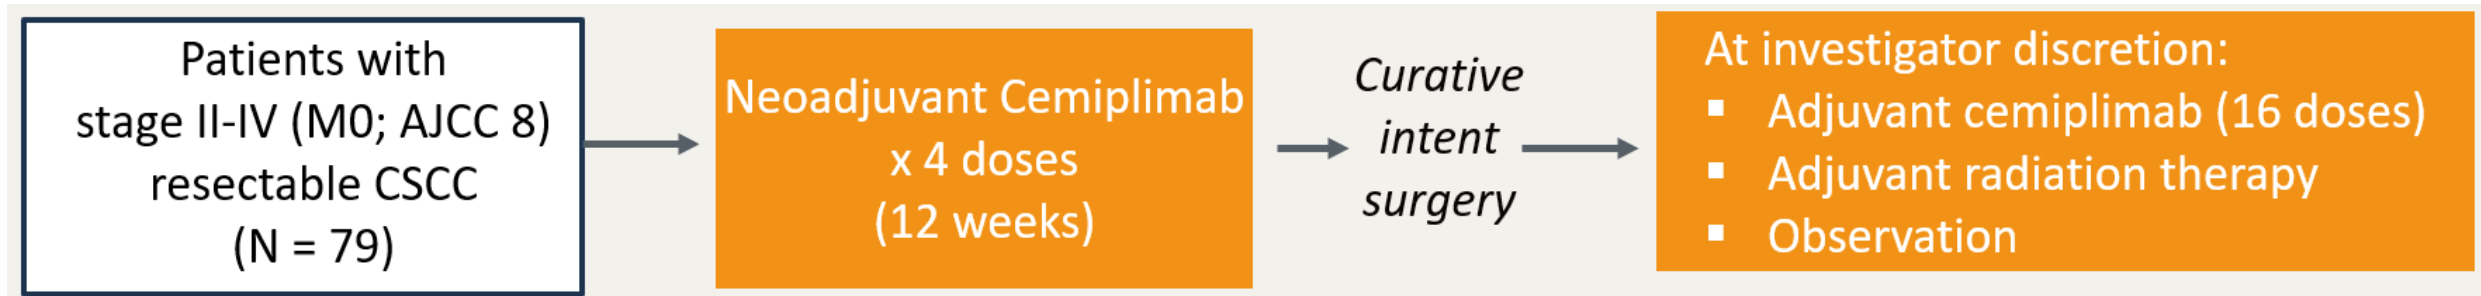 Patients with
stage II-IV (M0; AJCC 8)
resectable CSCC
(N = 79)
Neoadjuvant Cemiplimab
x 4 doses
(12 weeks)
Curative
intent
surgery
At investigator discretion:
▪ Adjuvant cemiplimab (16 doses)
▪ Adjuvant radiation therapy
▪ Observation